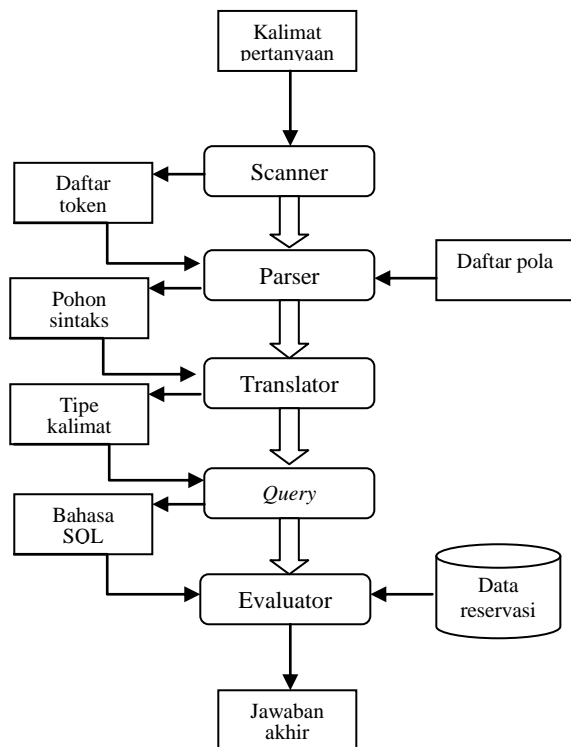 Kalimat
pertanyaan
Scanner
Daftar
token
Parser
Daftar pola
Pohon
sintaks
Translator
Tipe
kalimat
Query
Bahasa
SQL
Evaluator
Data
reservasi
Jawaban
akhir